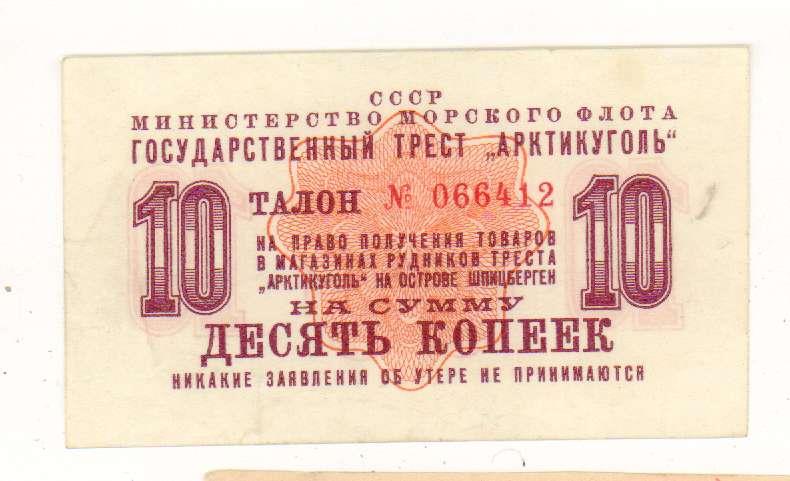 СССР
МИНИСТЕРСТВО МОРСКОГО ФЛОТА
ГОСУДАРСТВЕННЫЙ ТРЕСТ „АРКТИКУГОЛЬ“
10 ТАЛОН № 066412 10
НА ПРАВО ПОЛУЧЕНИЯ ТОВАРОВ
В МАГАЗИНАХ РУДНИКОВ ТРЕСТА
„АРКТИКУГОЛЬ“ НА ОСТРОВЕ ШПИЦБЕРГЕН
НА СУММУ
ДЕСЯТЬ КОПЕЕК
НИКАКИЕ ЗАЯВЛЕНИЯ ОБ УТЕРЕ НЕ ПРИНИМАЮТСЯ